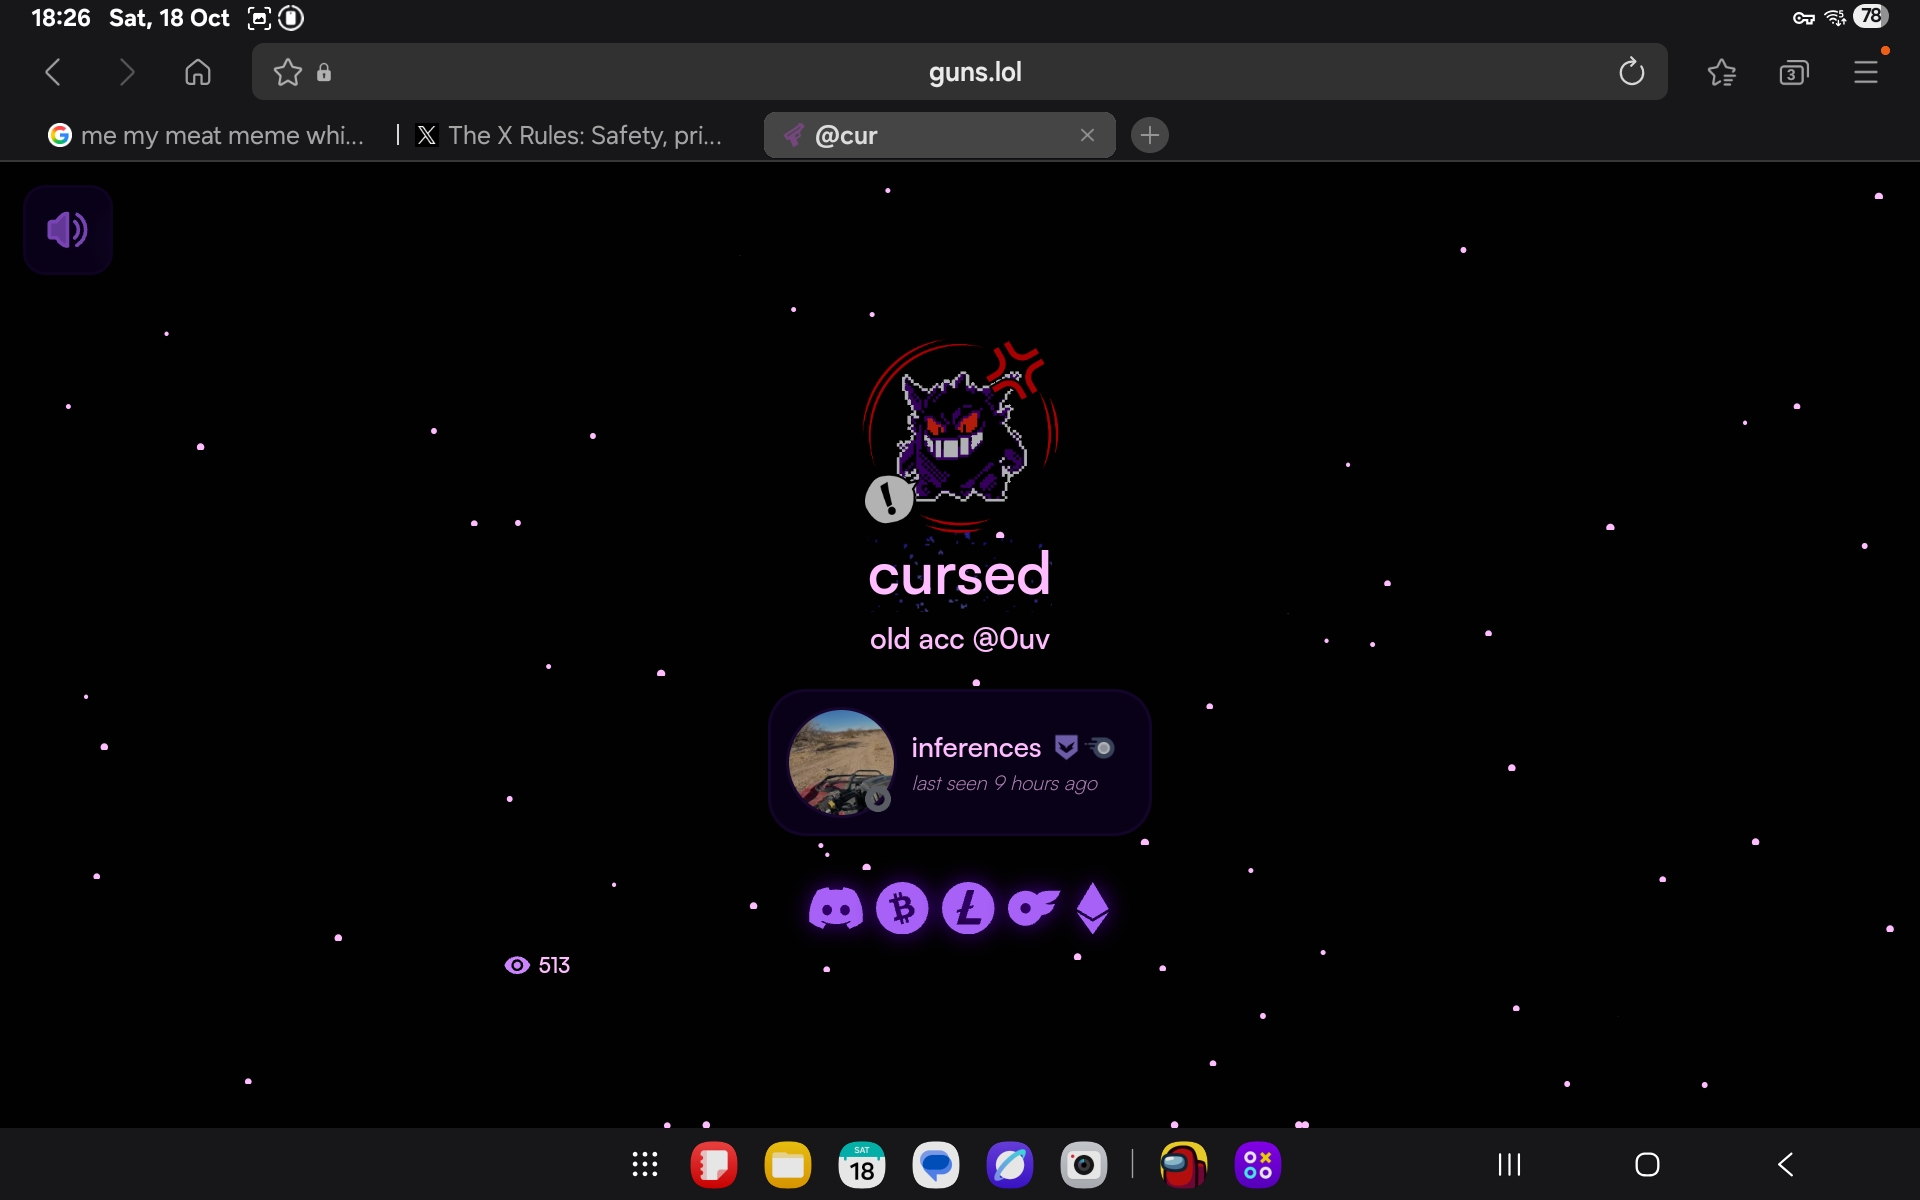 18:26 Sat, 18 Oct
78
guns.lol
3
me my meat meme whi...
The X Rules: Safety, pri...
@cur
cursed
old acc @0uv
inferences
last seen 9 hours ago
513
SAT
18